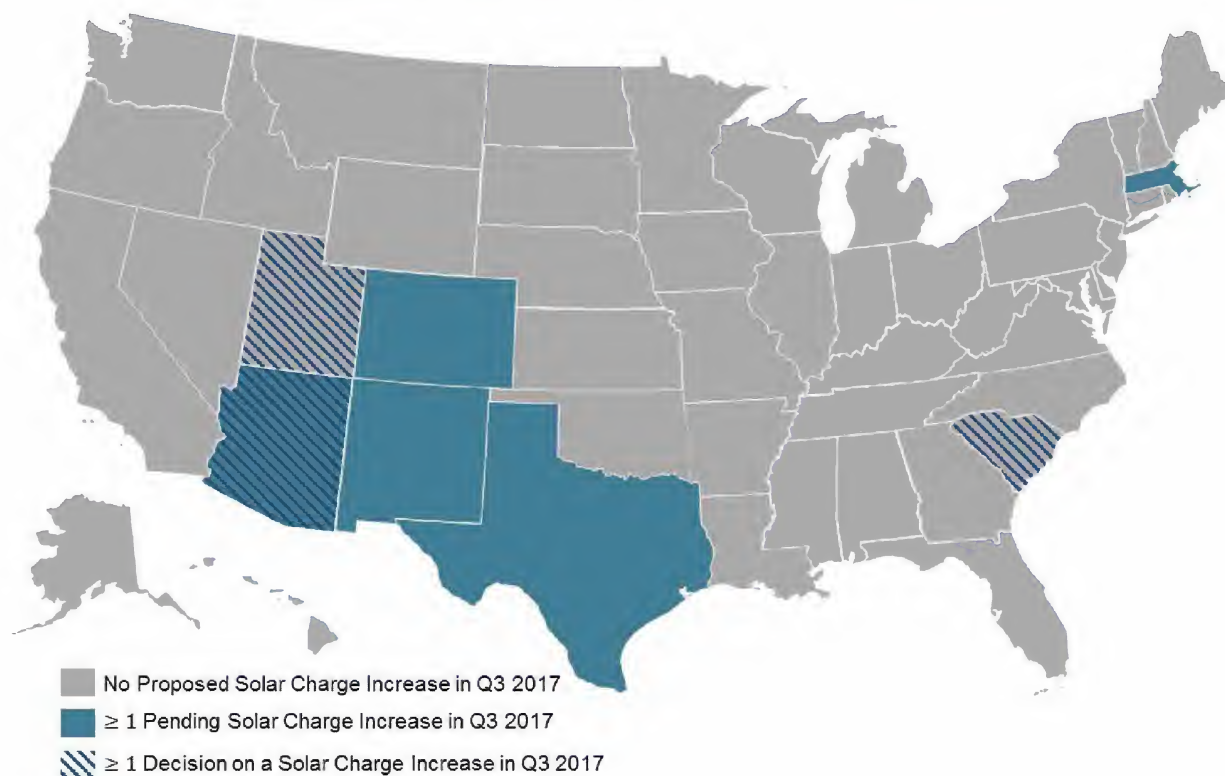 No Proposed Solar Charge Increase in Q3 2017
≥ 1 Pending Solar Charge Increase in Q3 2017
≥ 1 Decision on a Solar Charge Increase in Q3 2017